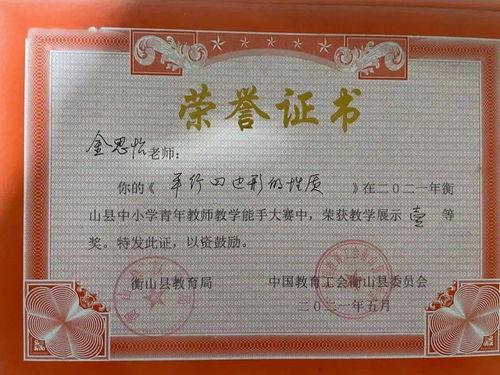 荣誉证书
金思怡老师：
你的《平行四边形的性质》在二〇二一年衡
山县中小学青年教师教学能手大赛中，荣获教学展示壹等
奖。特发此证，以资鼓励。
衡山县教育局 中国教育工会衡山县委员会
二〇二一年五月